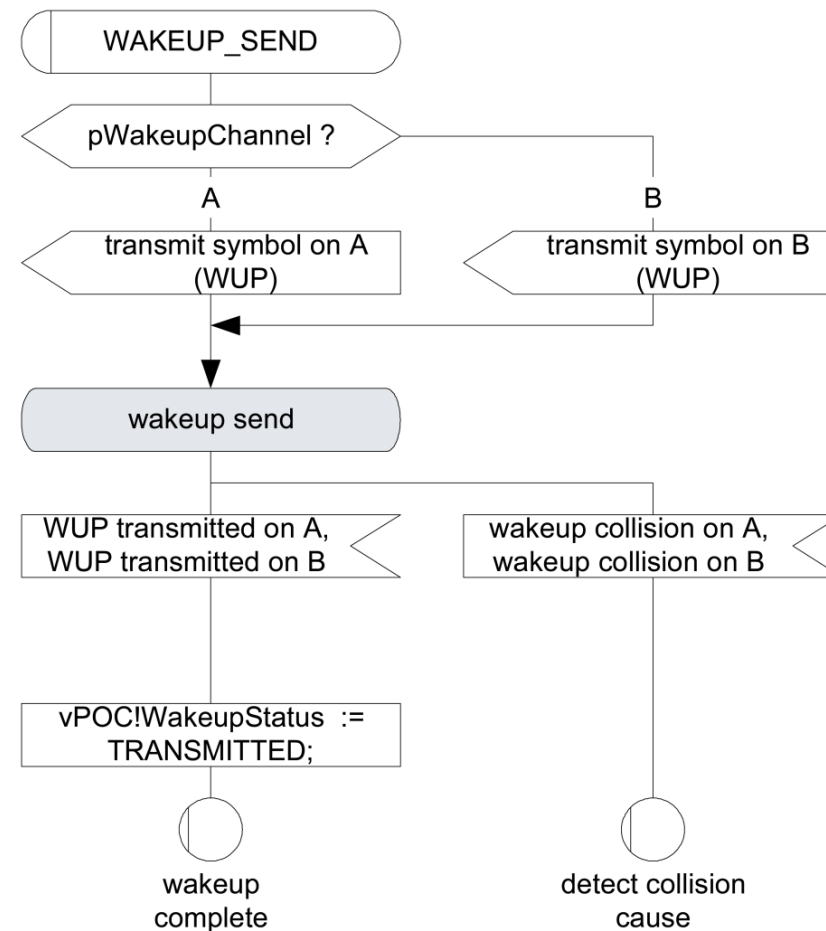 WAKEUP_SEND
pWakeupChannel ?
A
B
transmit symbol on A
(WUP)
transmit symbol on B
(WUP)
wakeup send
WUP transmitted on A,
WUP transmitted on B
wakeup collision on A,
wakeup collision on B
vPOC!WakeupStatus :=
TRANSMITTED;
wakeup
complete
detect collision
cause